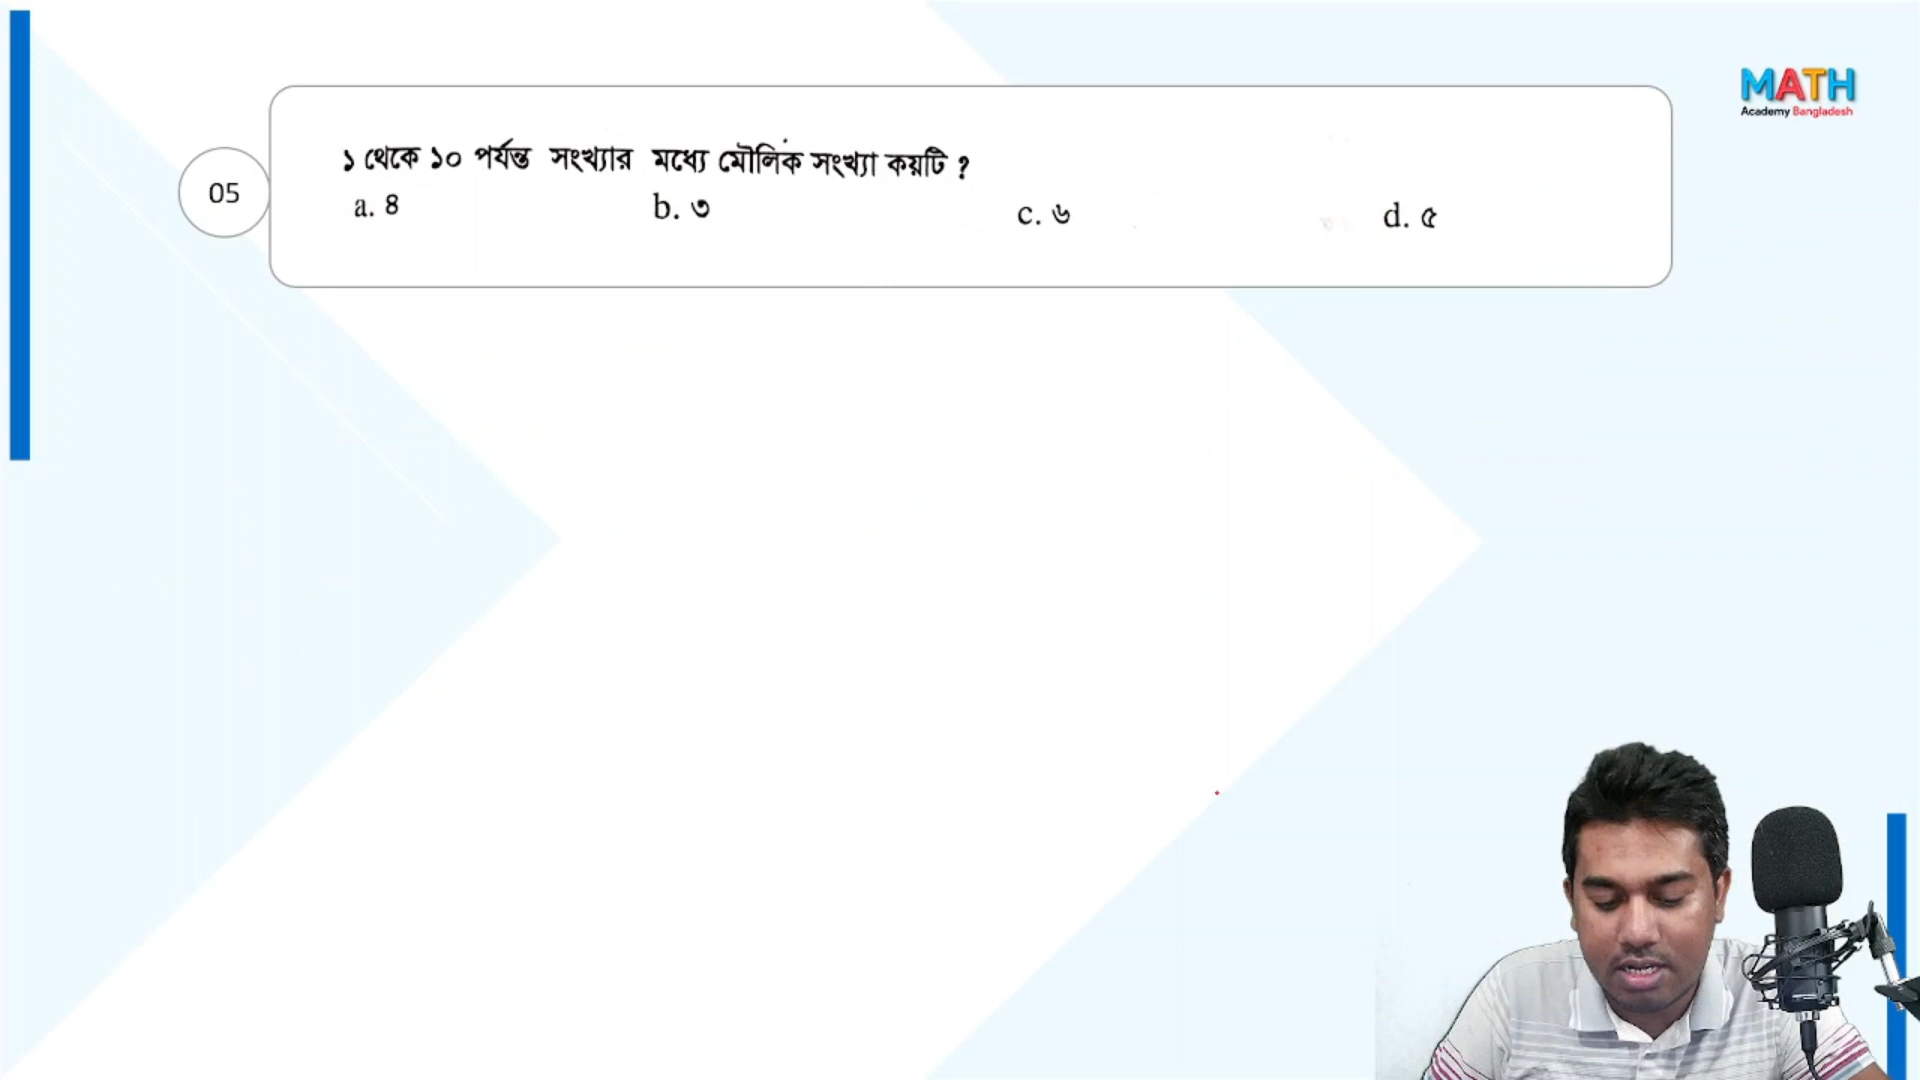 MATH
Academy Bangladesh
05
১ থেকে ১০ পর্যন্ত সংখ্যার মধ্যে মৌলিক সংখ্যা কয়টি ?
a. ৪ b. ৩ c. ৬ d. ৫